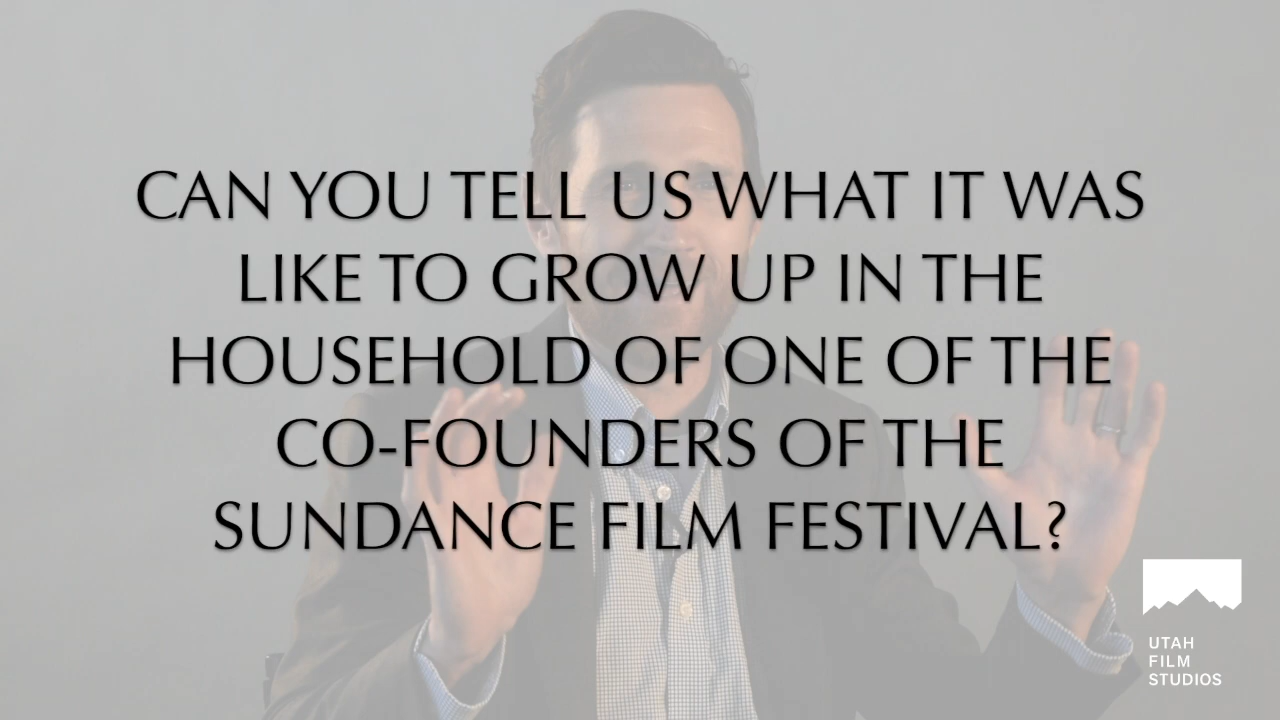 CAN YOU TELL US WHAT IT WAS
LIKE TO GROW UP IN THE
HOUSEHOLD OF ONE OF THE
CO-FOUNDERS OF THE
SUNDANCE FILM FESTIVAL?
UTAH
FILM
STUDIOS